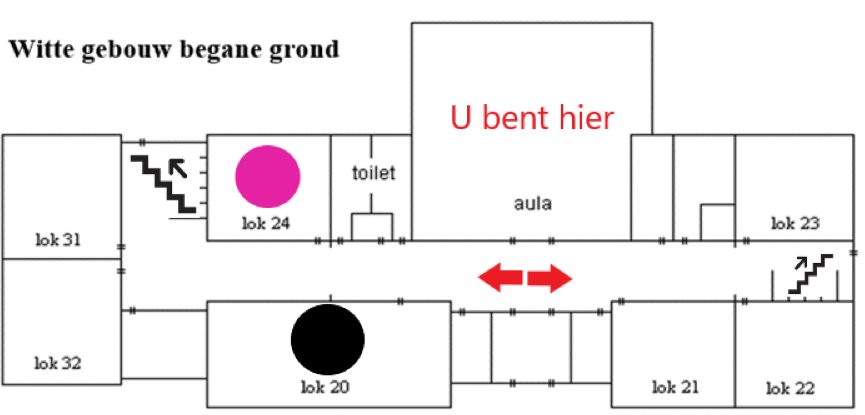 Witte gebouw begane grond
U bent hier
toilet
aula
lok 24
lok 23
lok 31
lok 32
lok 20
lok 21
lok 22